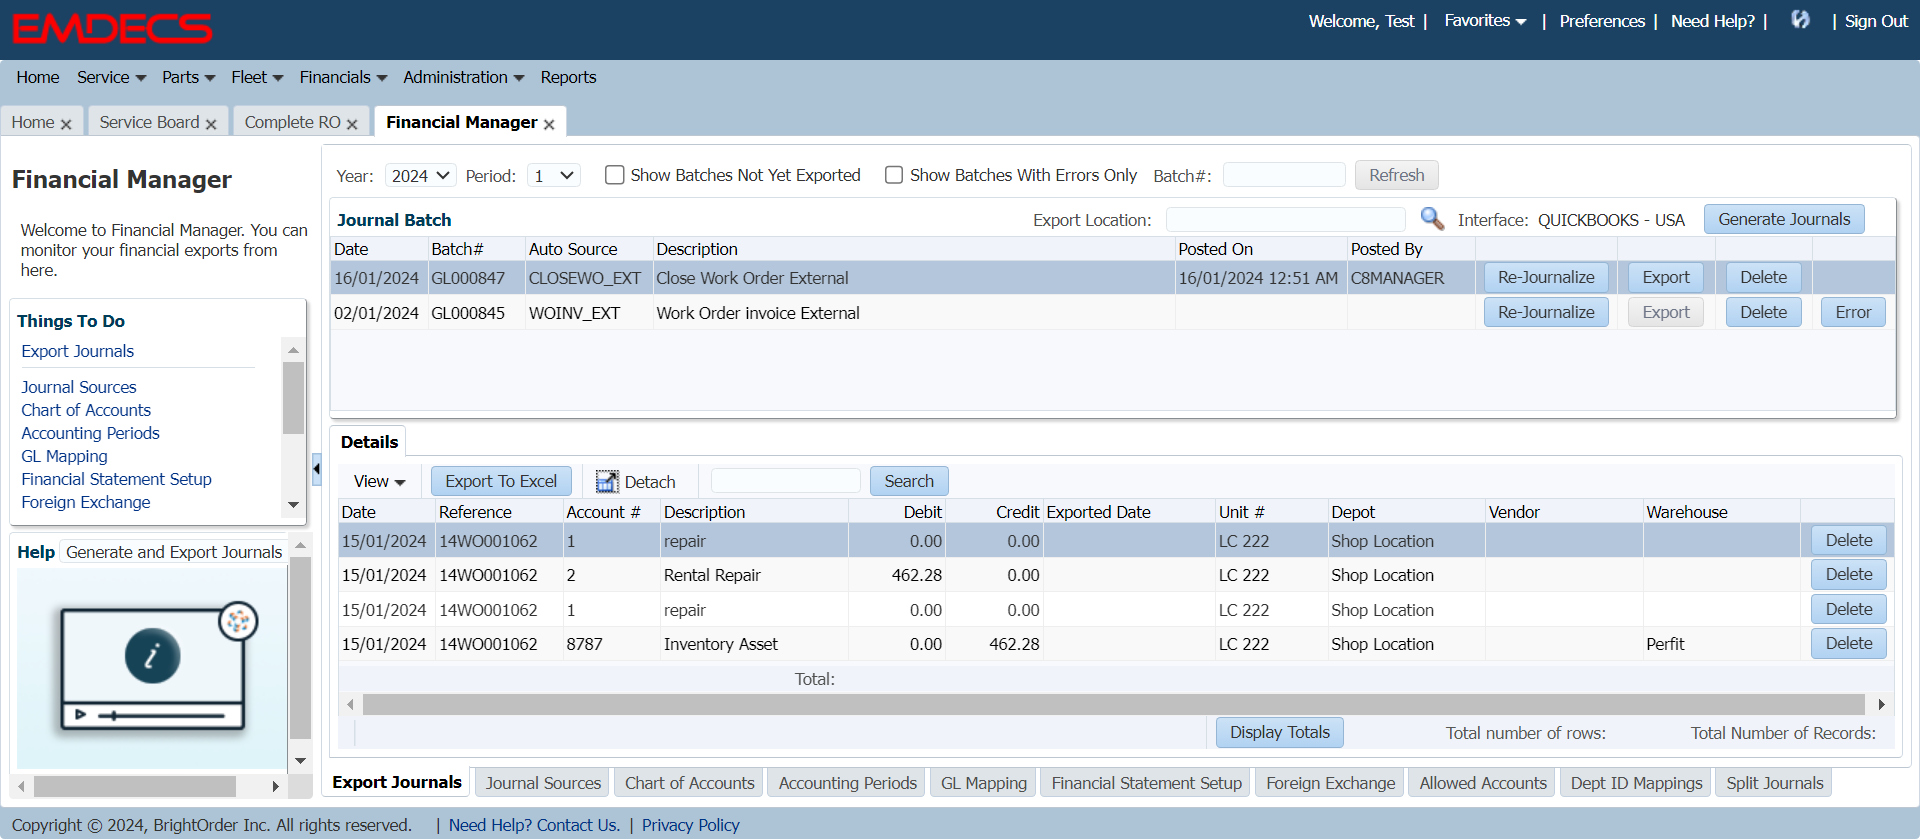 EMDECS
Welcome, Test | Favorites | Preferences | Need Help? | | Sign Out
Home Service Parts Fleet Financials Administration Reports
Home Service Board Complete RO Financial Manager
Financial Manager
Welcome to Financial Manager. You can
monitor your financial exports from
here.
Things To Do
Export Journals
Journal Sources
Chart of Accounts
Accounting Periods
GL Mapping
Financial Statement Setup
Foreign Exchange
Help Generate and Export Journals
i
Year: 2024 Period: 1 Show Batches Not Yet Exported Show Batches With Errors Only Batch#: Refresh
Journal Batch Export Location: Interface: QUICKBOOKS - USA Generate Journals
Date Batch# Auto Source Description Posted On Posted By
16/01/2024 GL000847 CLOSEWO_EXT Close Work Order External 16/01/2024 12:51 AM C8MANAGER Re-Journalize Export Delete
02/01/2024 GL000845 WOINV_EXT Work Order invoice External Re-Journalize Export Delete Error
Details
View Export To Excel Detach Search
Date Reference Account # Description Debit Credit Exported Date Unit # Depot Vendor Warehouse
15/01/2024 14WO001062 1 repair 0.00 0.00 LC 222 Shop Location Delete
15/01/2024 14WO001062 2 Rental Repair 462.28 0.00 LC 222 Shop Location Delete
15/01/2024 14WO001062 1 repair 0.00 0.00 LC 222 Shop Location Delete
15/01/2024 14WO001062 8787 Inventory Asset 0.00 462.28 LC 222 Shop Location Perfit Delete
Total:
Display Totals Total number of rows: Total Number of Records:
Export Journals Journal Sources Chart of Accounts Accounting Periods GL Mapping Financial Statement Setup Foreign Exchange Allowed Accounts Dept ID Mappings Split Journals
Copyright © 2024, BrightOrder Inc. All rights reserved. | Need Help? Contact Us. | Privacy Policy